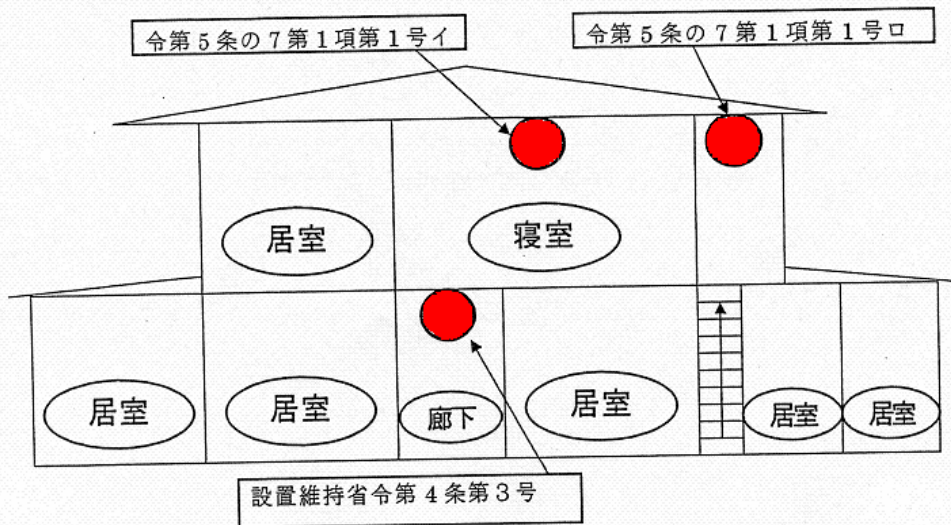 令第5条の7第1項第1号イ
令第5条の7第1項第1号ロ
居室
寝室
居室
居室
廊下
居室
居室
居室
設置維持省令第4条第3号